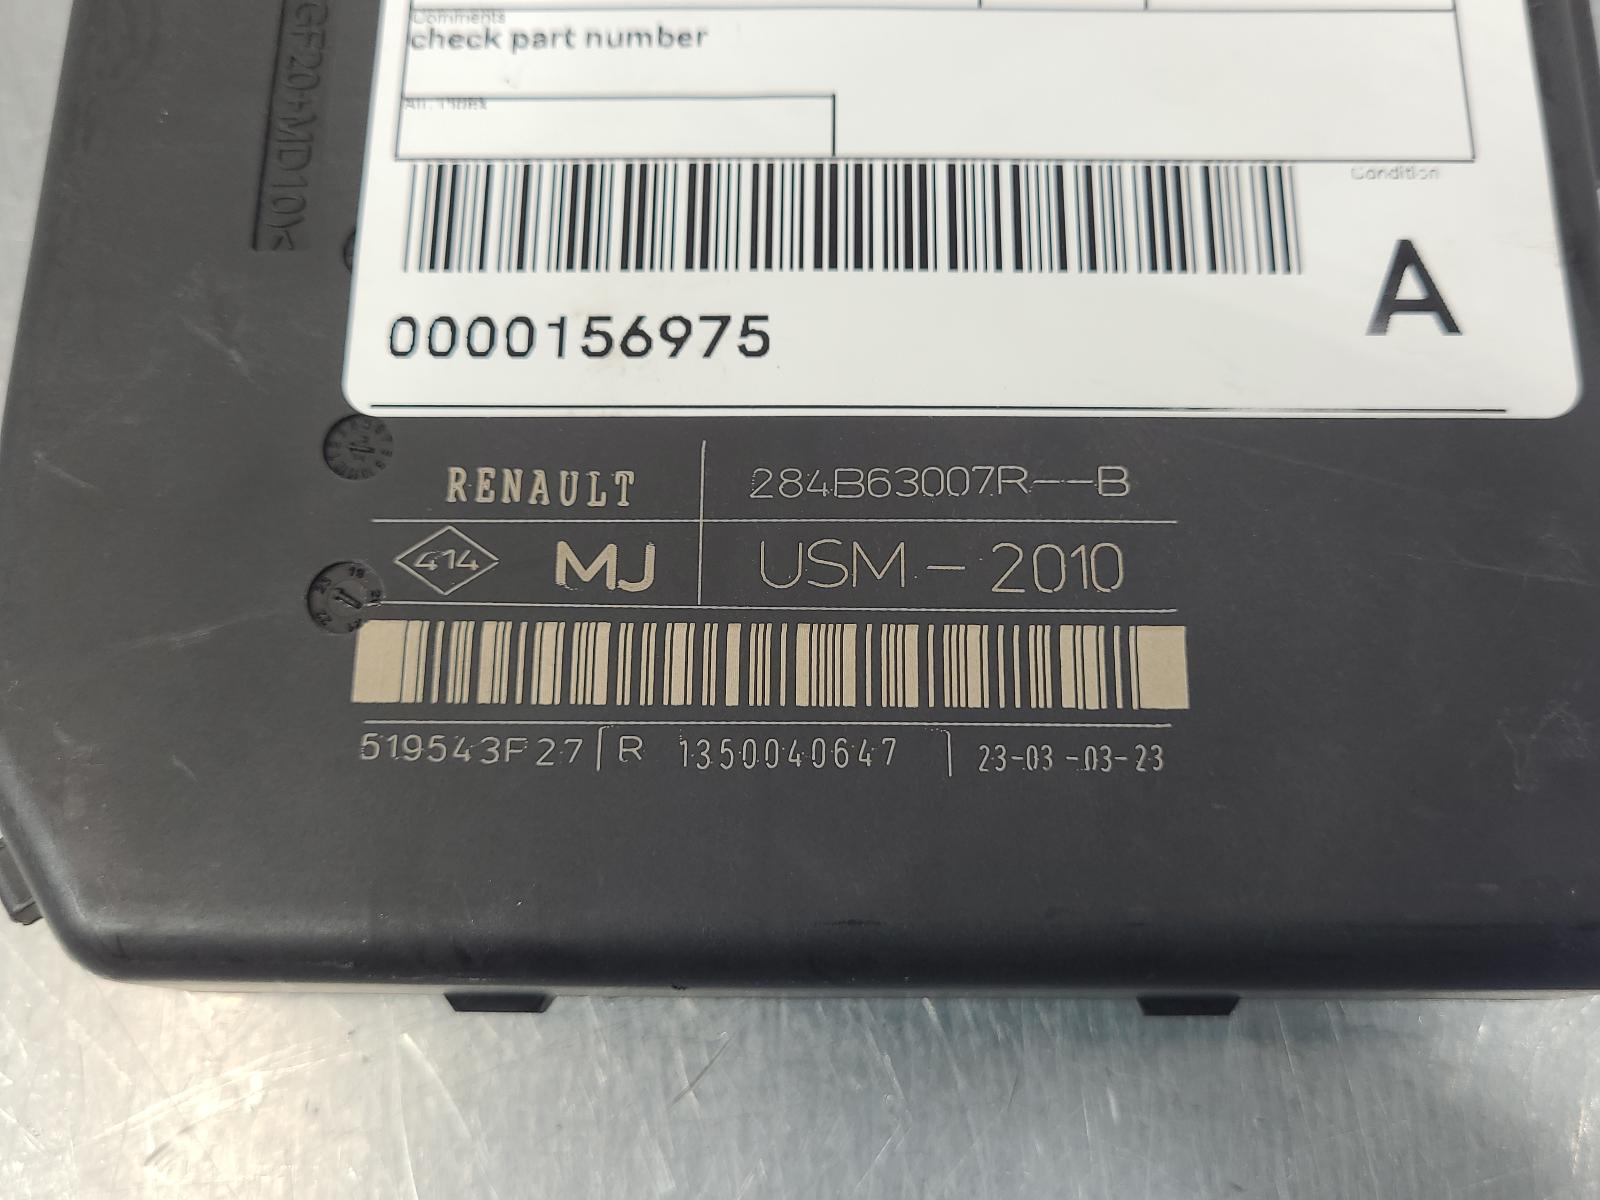 GF20+MD10<
Comments
check part number
Condition
A
0000156975
RENAULT
284B63007R--B
414
MJ
USM - 2010
519543F27
R 1350040647
23-03-03-23